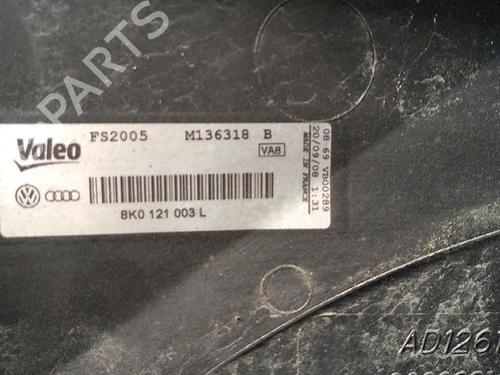 PARTS
Valeo
FS2005 M136318 B
VA8
8K0 121 003 L
08 69 VB00289
20/09/08 1:31
MADE IN FRANCE
AD1261